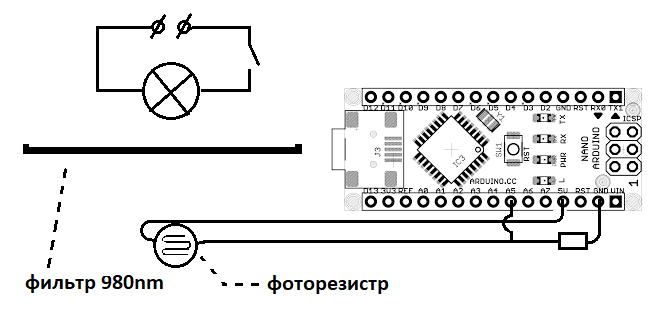 D12 D11 D10 D9 D8 D7 D6 D5 D4 D3 D2 GND RST RX0 TX1
TX
Y1
ICSP
RX
J3
IC3
SW1
RST
PWR
NANO
ARDUINO
ARDUINO.CC
L
1
D13 3V3 REF A0 A1 A2 A3 A4 A5 A6 A7 5V RST GND VIN
фильтр 980nm
фоторезистр